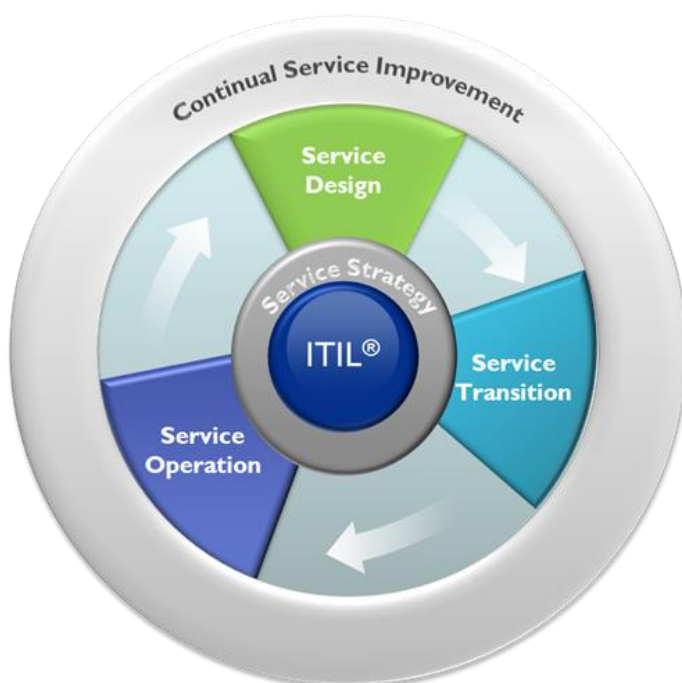 Continual Service Improvement
Service
Design
Service Strategy
ITIL®
Service
Transition
Service
Operation